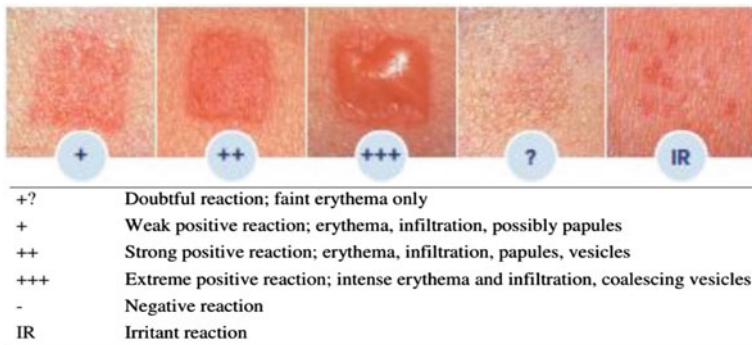 + ++ +++ ? IR
+? Doubtful reaction; faint erythema only
+ Weak positive reaction; erythema, infiltration, possibly papules
++ Strong positive reaction; erythema, infiltration, papules, vesicles
+++ Extreme positive reaction; intense erythema and infiltration, coalescing vesicles
- Negative reaction
IR Irritant reaction